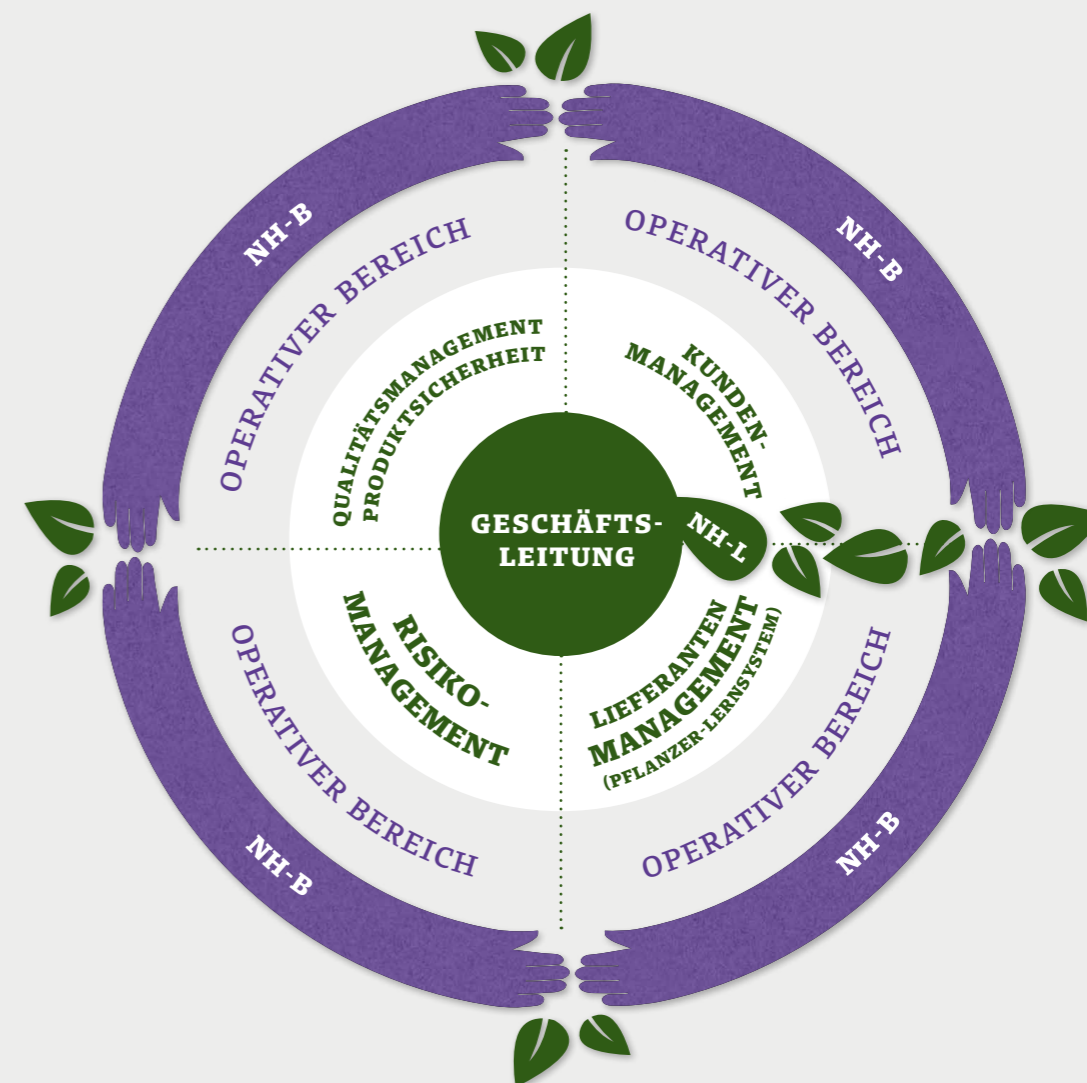 NH-B
OPERATIVER BEREICH
NH-B
OPERATIVER BEREICH
QUALITÄTSMANAGEMENT
PRODUKTSICHERHEIT
KUNDEN-
MANAGEMENT
GESCHÄFTS-
LEITUNG
NH-L
RISIKO-
MANAGEMENT
LIEFERANTEN
MANAGEMENT
(PFLANZER-LERNSYSTEM)
OPERATIVER BEREICH
NH-B
OPERATIVER BEREICH
NH-B